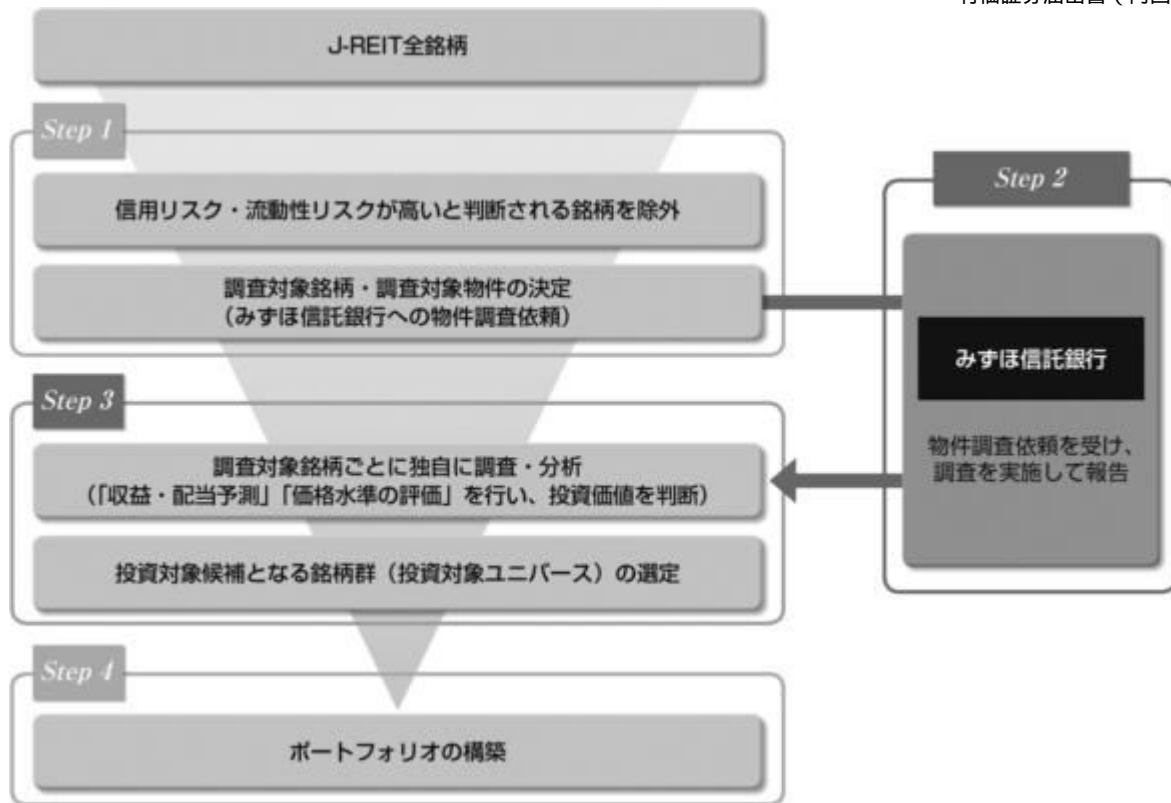 J-REIT全銘柄
Step 1
信用リスク・流動性リスクが高いと判断される銘柄を除外
調査対象銘柄・調査対象物件の決定
（みずほ信託銀行への物件調査依頼）
Step 2
みずほ信託銀行
物件調査依頼を受け、
調査を実施して報告
Step 3
調査対象銘柄ごとに独自に調査・分析
（「収益・配当予測」「価格水準の評価」を行い、投資価値を判断）
投資対象候補となる銘柄群（投資対象ユニバース）の選定
Step 4
ポートフォリオの構築